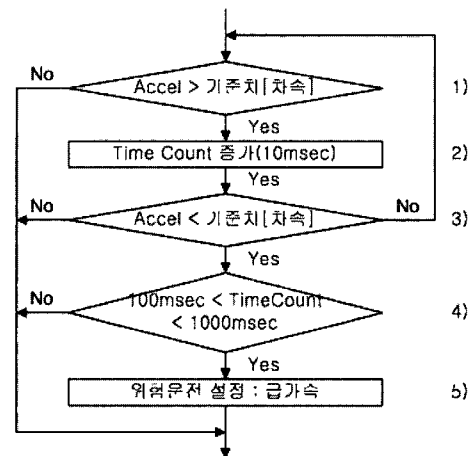 No
Accel > 기준치[차속]
1)
Yes
Time Count 증가(10msec)
2)
Yes
No
Accel < 기준치[차속]
No
3)
Yes
No
100msec < TimeCount
< 1000msec
4)
Yes
위험운전 설정 : 급가속
5)